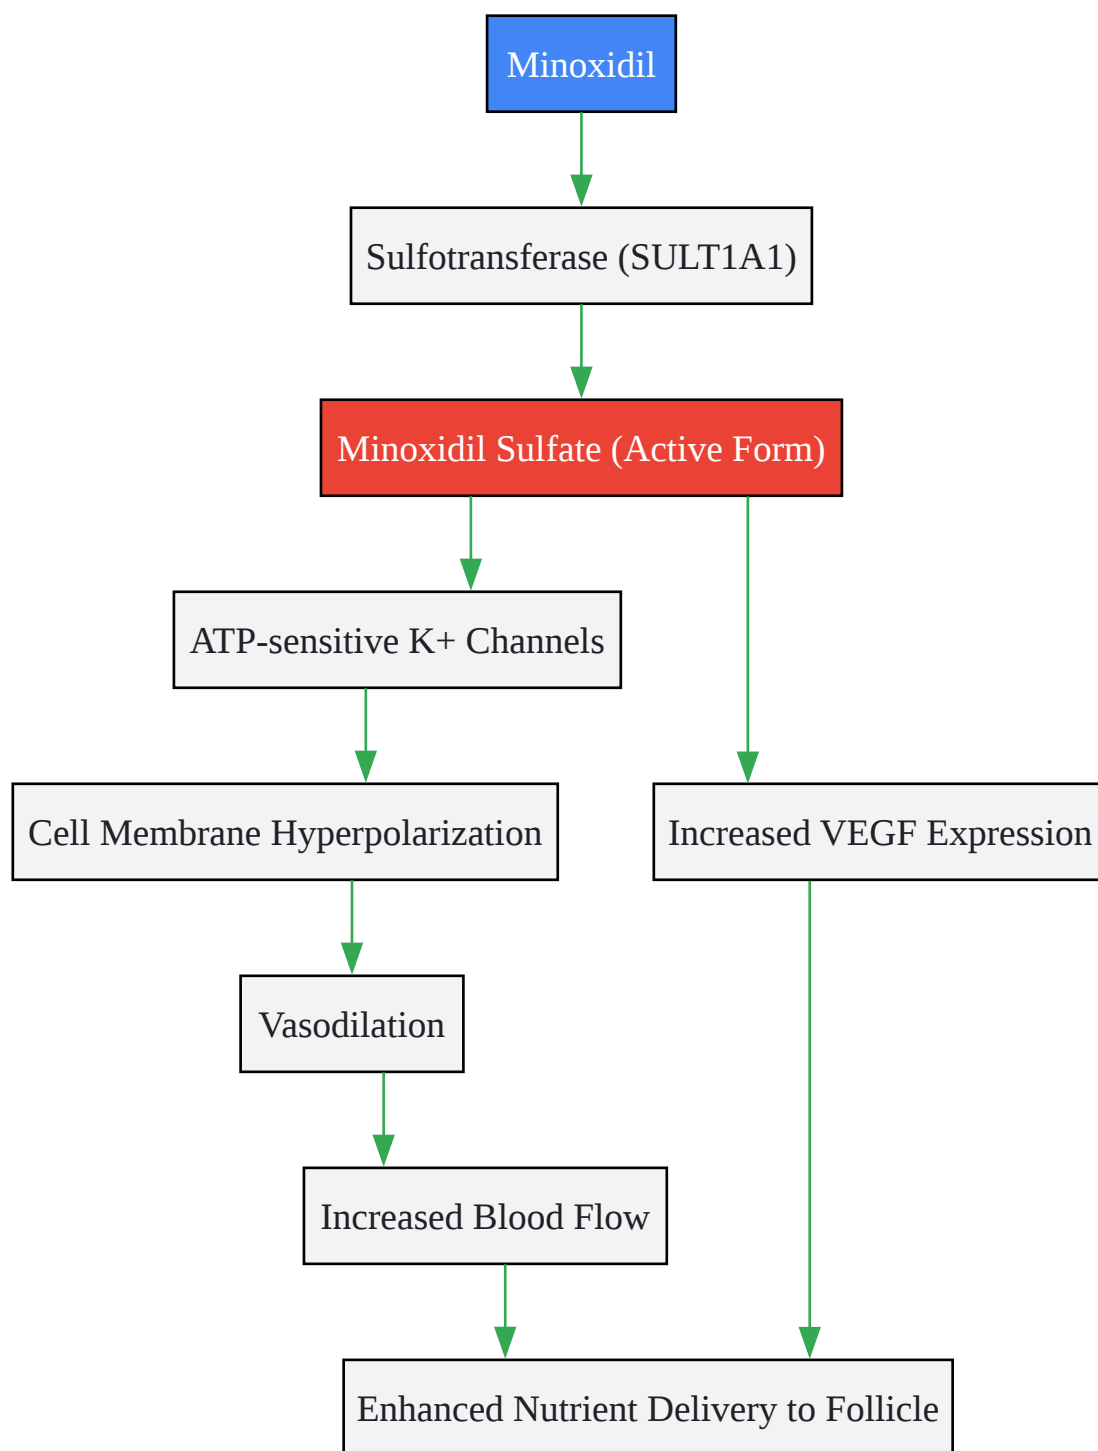 Minoxidil
Sulfotransferase (SULT1A1)
Minoxidil Sulfate (Active Form)
ATP-sensitive K+ Channels
Cell Membrane Hyperpolarization
Increased VEGF Expression
Vasodilation
Increased Blood Flow
Enhanced Nutrient Delivery to Follicle